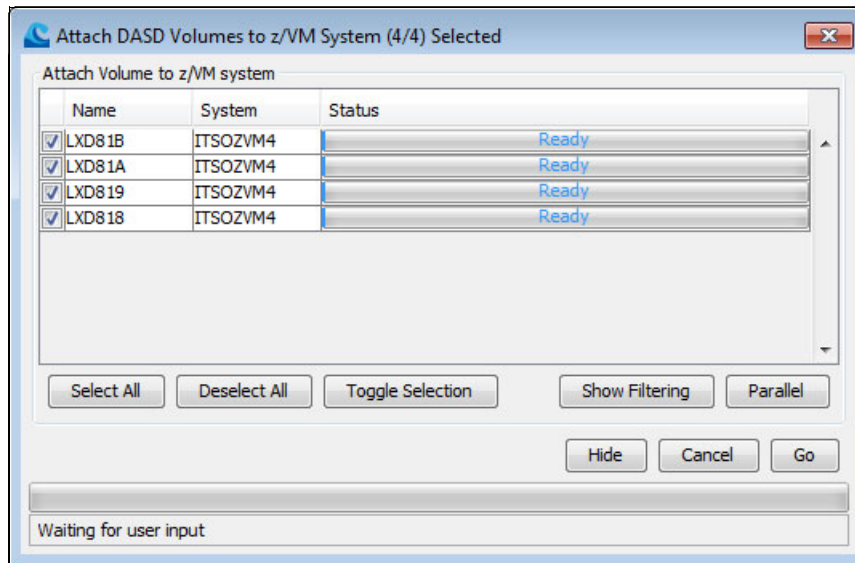 Attach DASD Volumes to z/VM System (4/4) Selected
Attach Volume to z/VM system
Name System Status
LXD81B ITSOZVM4 Ready
LXD81A ITSOZVM4 Ready
LXD819 ITSOZVM4 Ready
LXD818 ITSOZVM4 Ready
Select All Deselect All Toggle Selection Show Filtering Parallel
Hide Cancel Go
Waiting for user input